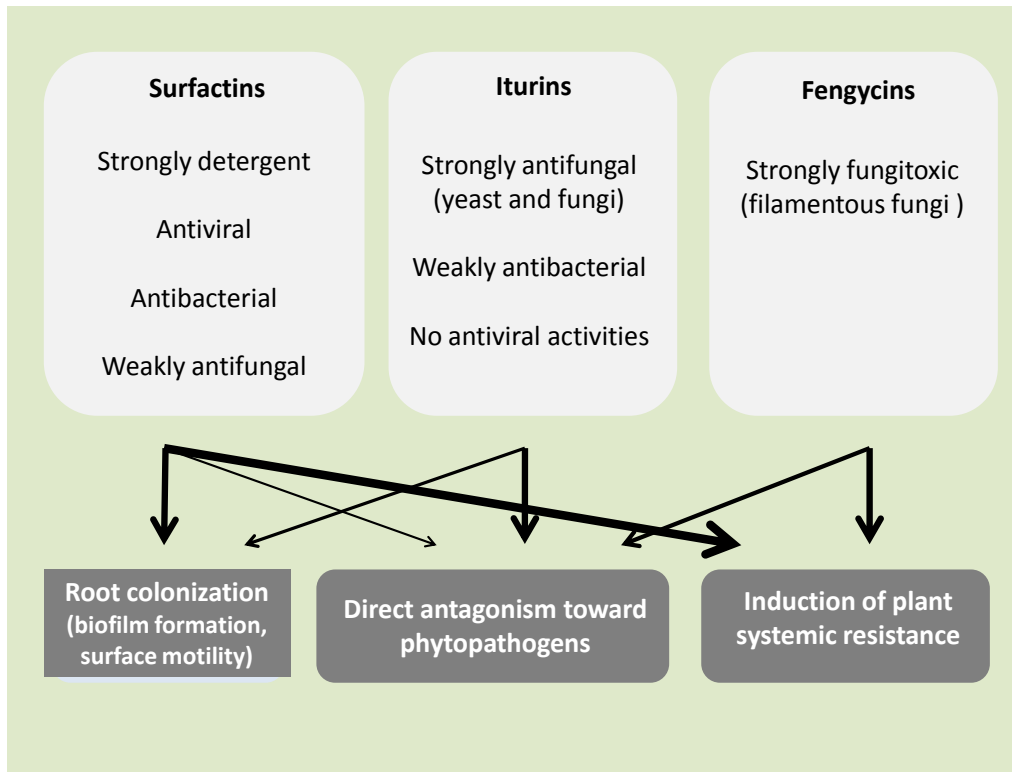 Surfactins
Strongly detergent
Antiviral
Antibacterial
Weakly antifungal
Iturins
Strongly antifungal
(yeast and fungi)
Weakly antibacterial
No antiviral activities
Fengycins
Strongly fungitoxic
(filamentous fungi )
Root colonization
(biofilm formation,
surface motility)
Direct antagonism toward
phytopathogens
Induction of plant
systemic resistance